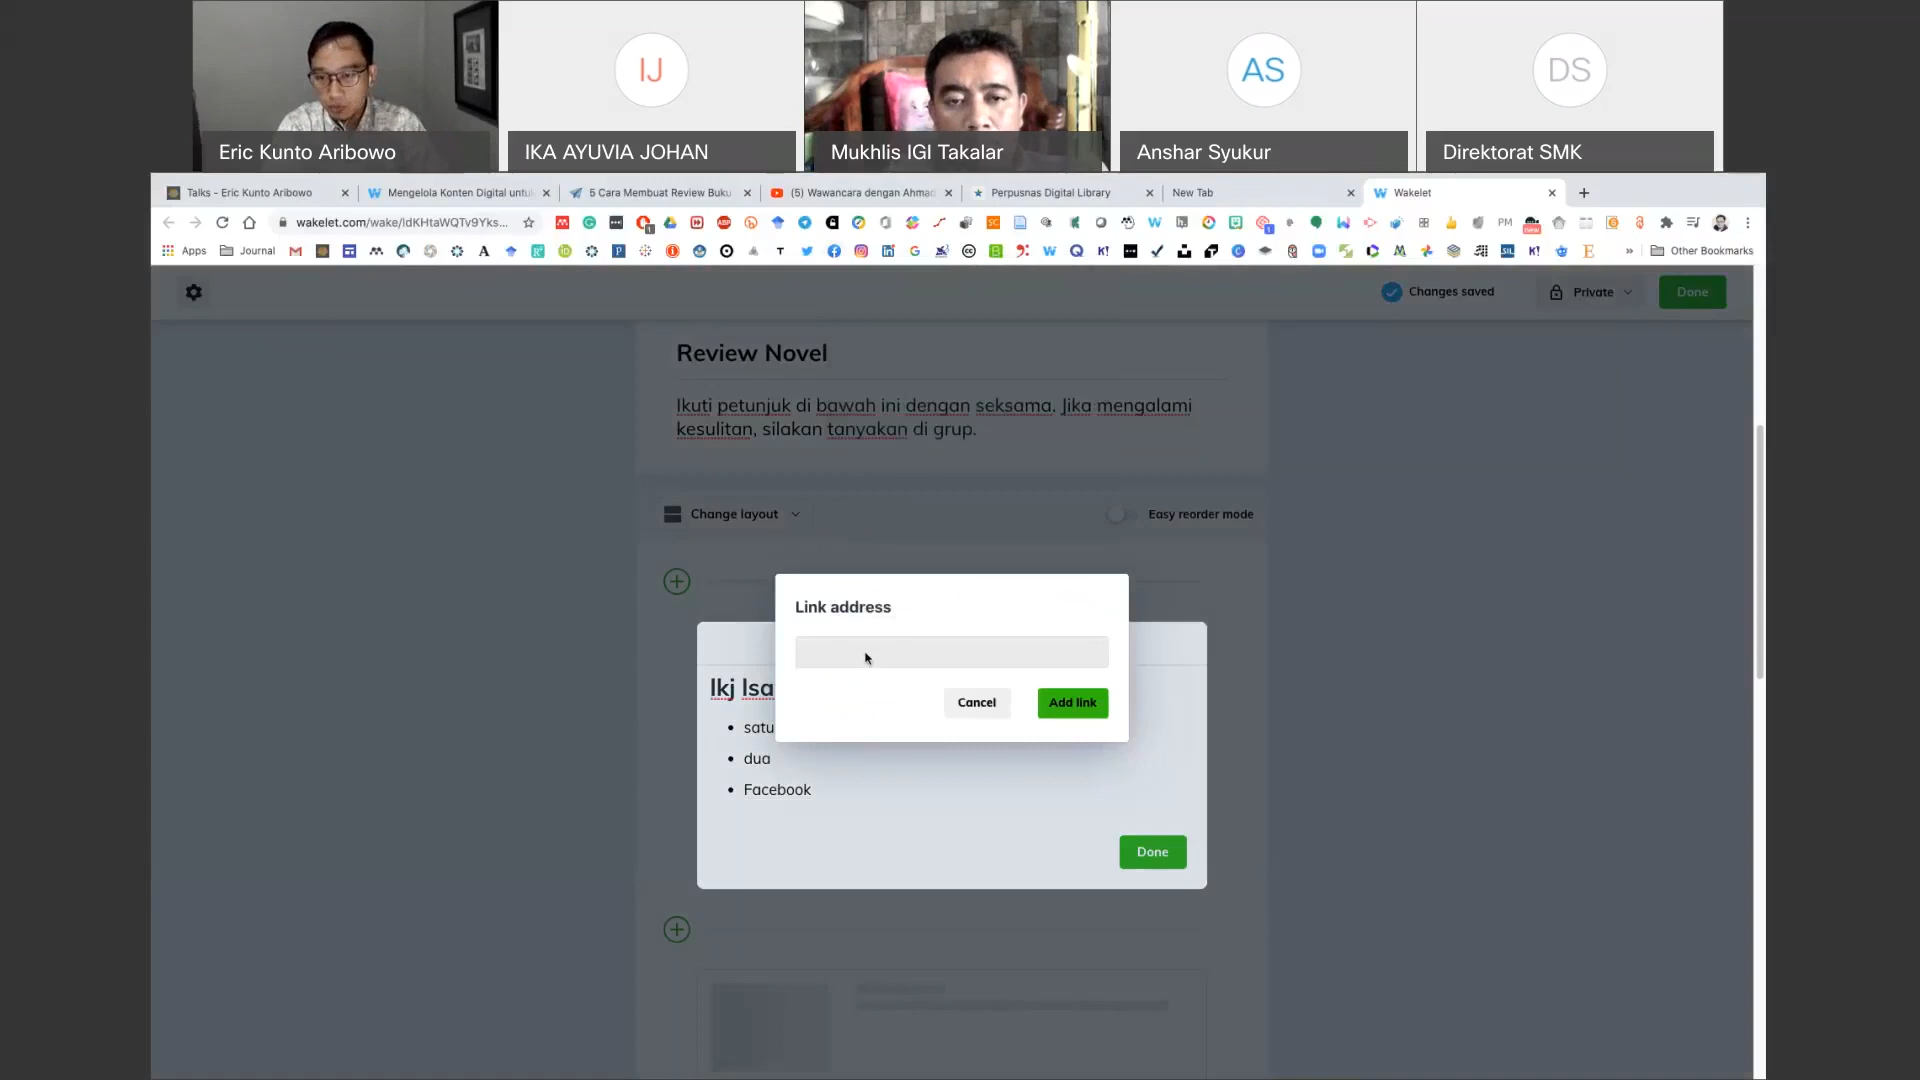 IJ
AS
DS
Eric Kunto Aribowo
IKA AYUVIA JOHAN
Mukhlis IGI Takalar
Anshar Syukur
Direktorat SMK
Talks - Eric Kunto Aribowo
Mengelola Konten Digital untu
5 Cara Membuat Review Buku
(5) Wawancara dengan Ahmad
Perpusnas Digital Library
New Tab
Wakelet
wakelet.com/wake/IdKHtaWQTv9Yks...
PM
Apps
Journal
Other Bookmarks
Changes saved
Private
Done
Review Novel
Ikuti petunjuk di bawah ini dengan seksama. Jika mengalami
kesulitan, silakan tanyakan di grup.
Change layout
Easy reorder mode
Link address
Cancel
Add link
lkj lsa
satu
dua
Facebook
Done